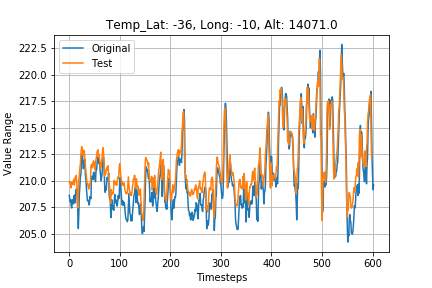 Temp_Lat: -36, Long: -10, Alt: 14071.0
Original
Test
Value Range
222.5
220.0
217.5
215.0
212.5
210.0
207.5
205.0
0 100 200 300 400 500 600
Timesteps